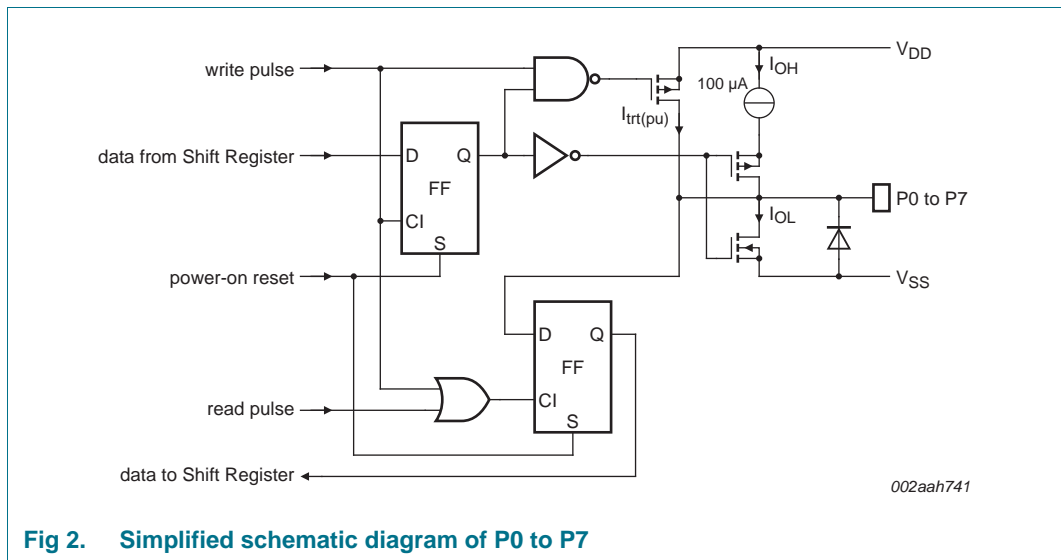 write pulse
data from Shift Register
power-on reset
read pulse
data to Shift Register
D
Q
FF
CI
S
D
Q
FF
CI
S
Itrt(pu)
100 µA
IOH
VDD
P0 to P7
IOL
VSS
002aah741
Fig 2. Simplified schematic diagram of P0 to P7